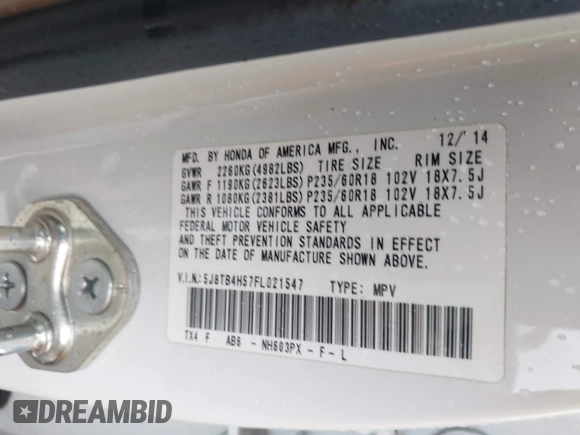 MFD. BY HONDA OF AMERICA MFG., INC. 12/'14
GVWR 2260KG(4982LBS) TIRE SIZE RIM SIZE
GAWR F 1190KG(2623LBS) P235/60R18 102V 18X7.5J
GAWR R 1080KG(2381LBS) P235/60R18 102V 18X7.5J
THIS VEHICLE CONFORMS TO ALL APPLICABLE
FEDERAL MOTOR VEHICLE SAFETY
AND THEFT PREVENTION STANDARDS IN EFFECT
ON THE DATE OF MANUFACTURE SHOWN ABOVE.
V.I.N.:5J8TB4H57FL021547 TYPE: MPV
TX4 F AB6 - NH603PX - F - L
DREAMBID